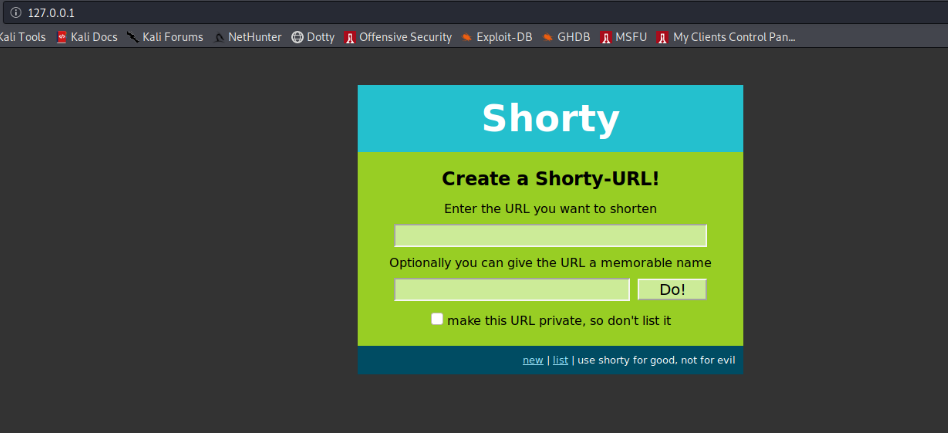 127.0.0.1
Kali Tools Kali Docs Kali Forums NetHunter Dotty Offensive Security Exploit-DB GHDB MSFU My Clients Control Pan...
Shorty
Create a Shorty-URL!
Enter the URL you want to shorten
Optionally you can give the URL a memorable name
Do!
make this URL private, so don't list it
new | list | use shorty for good, not for evil